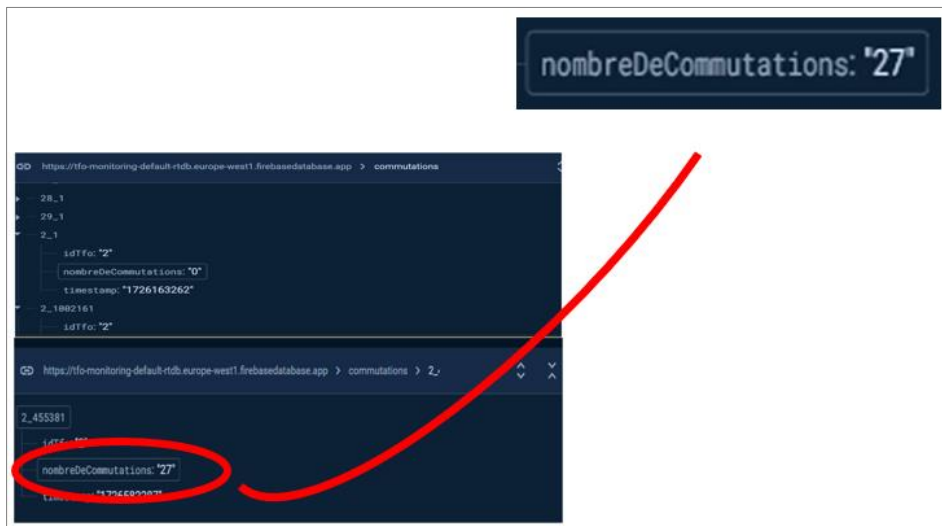 nombreDeCommutations: "27"
https://tfo-monitoring-default-rtdb.europe-west1.firebasedatabase.app > commutations
28_1
29_1
2_1
idTfo: "2"
nombreDeCommutations: "0"
timestamp: "1726163262"
2_1002161
idTfo: "2"
https://tfo-monitoring-default-rtdb.europe-west1.firebasedatabase.app > commutations > 2_
2_455381
nombreDeCommutations: "27"